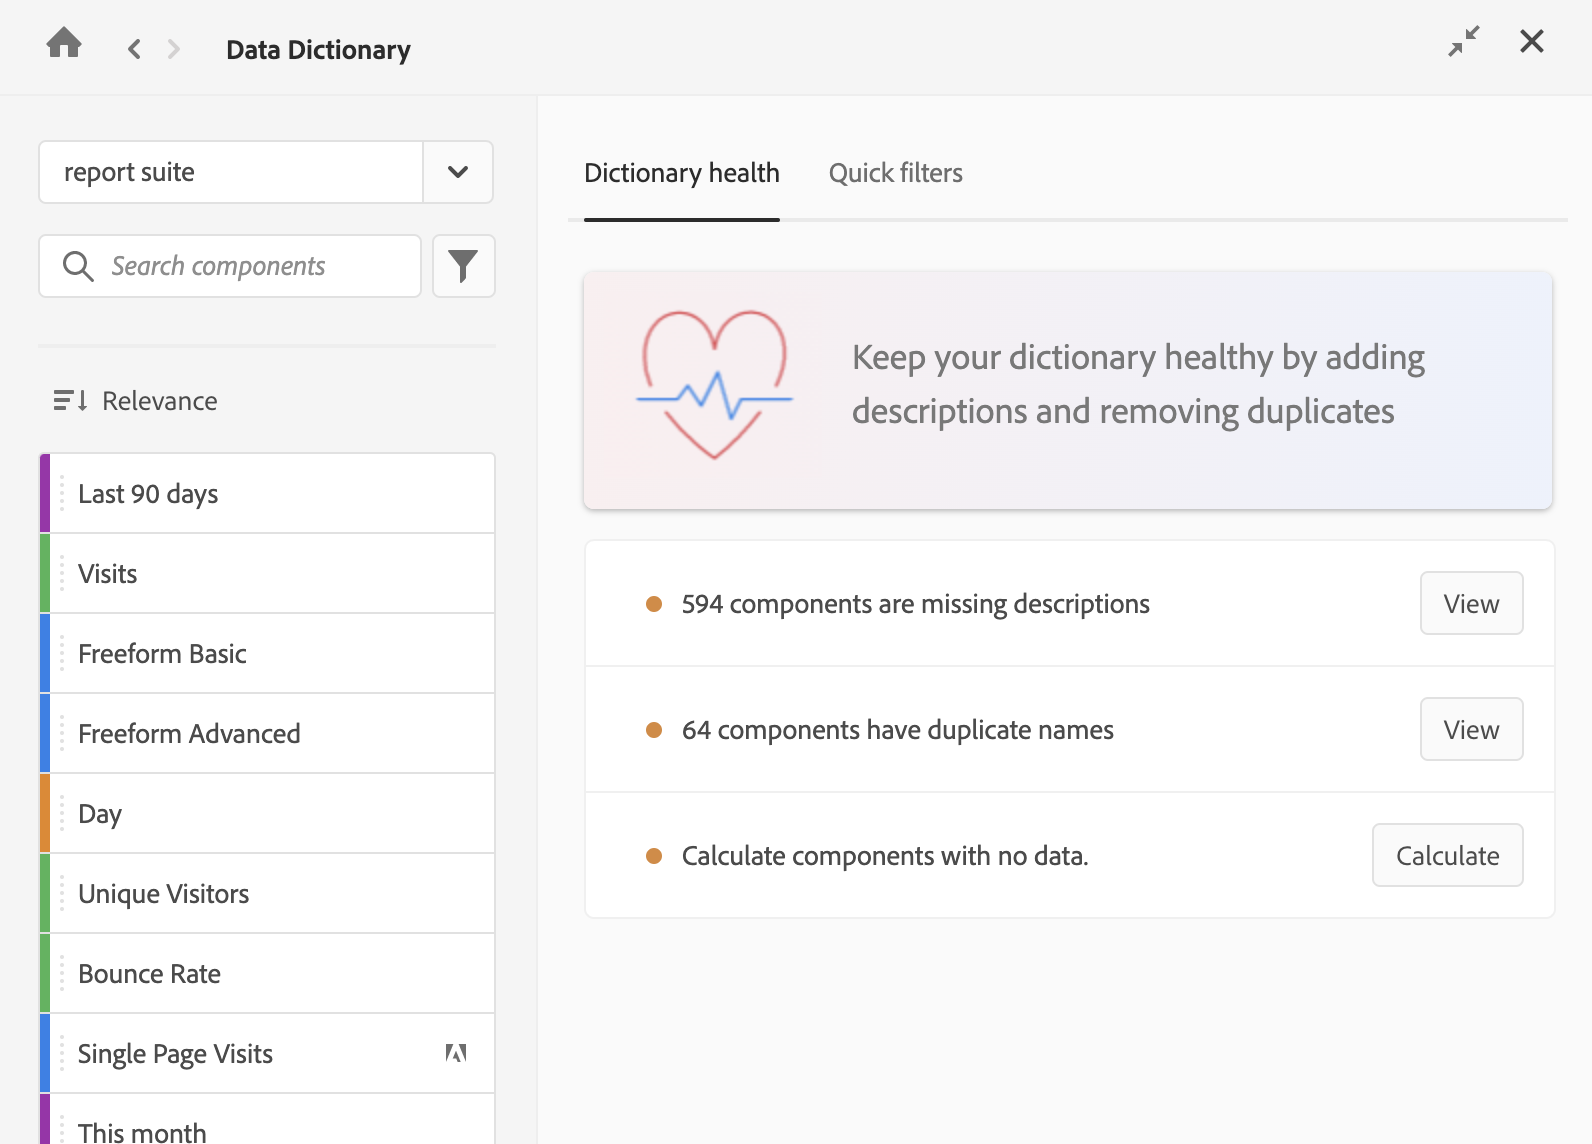 Data Dictionary
report suite
Search components
Relevance
Last 90 days
Visits
Freeform Basic
Freeform Advanced
Day
Unique Visitors
Bounce Rate
Single Page Visits
This month
Dictionary health
Quick filters
Keep your dictionary healthy by adding
descriptions and removing duplicates
594 components are missing descriptions
View
64 components have duplicate names
View
Calculate components with no data.
Calculate